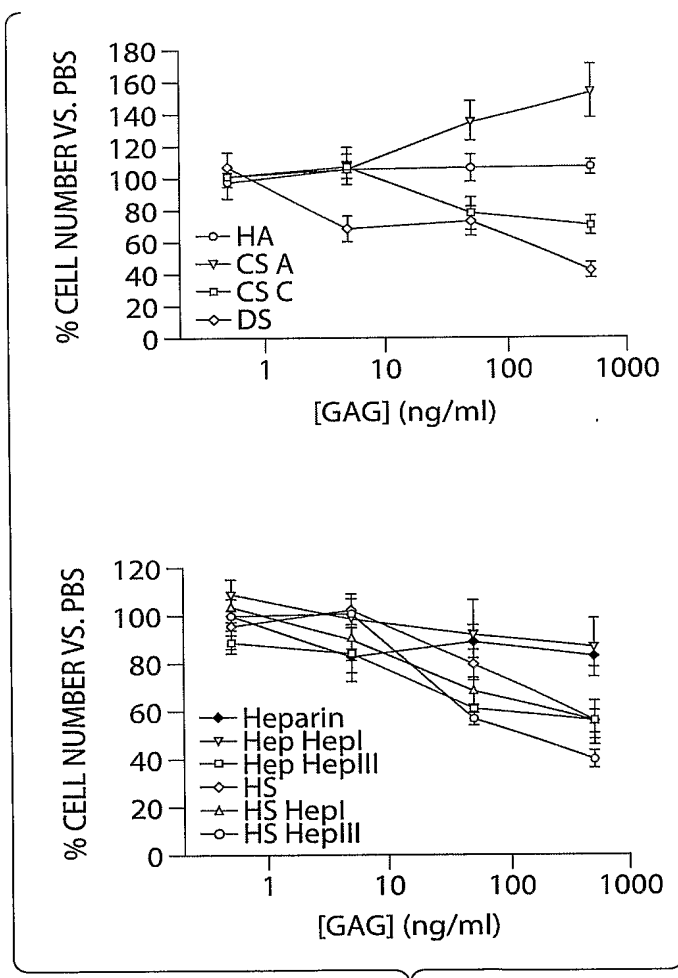 % CELL NUMBER VS. PBS
180
160
140
120
100
80
60
40
20
0
HA
CS A
CS C
DS
1
10
100
1000
[GAG] (ng/ml)
% CELL NUMBER VS. PBS
120
100
80
60
40
20
0
Heparin
Hep HepI
Hep HepIII
HS
HS HepI
HS HepIII
1
10
100
1000
[GAG] (ng/ml)